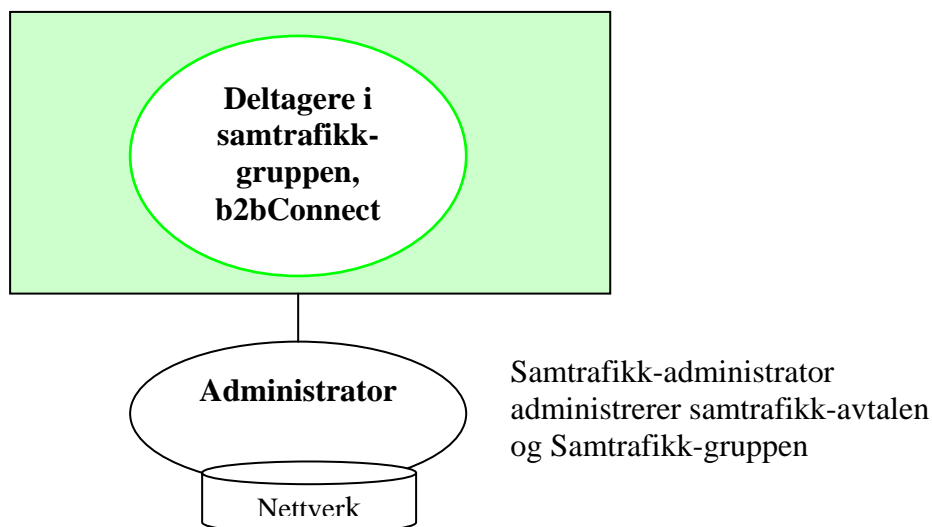 Deltagere i
samtrafikk-
gruppen,
b2bConnect
Administrator
Samtrafikk-administrator
administrerer samtrafikk-avtalen
og Samtrafikk-gruppen
Nettverk